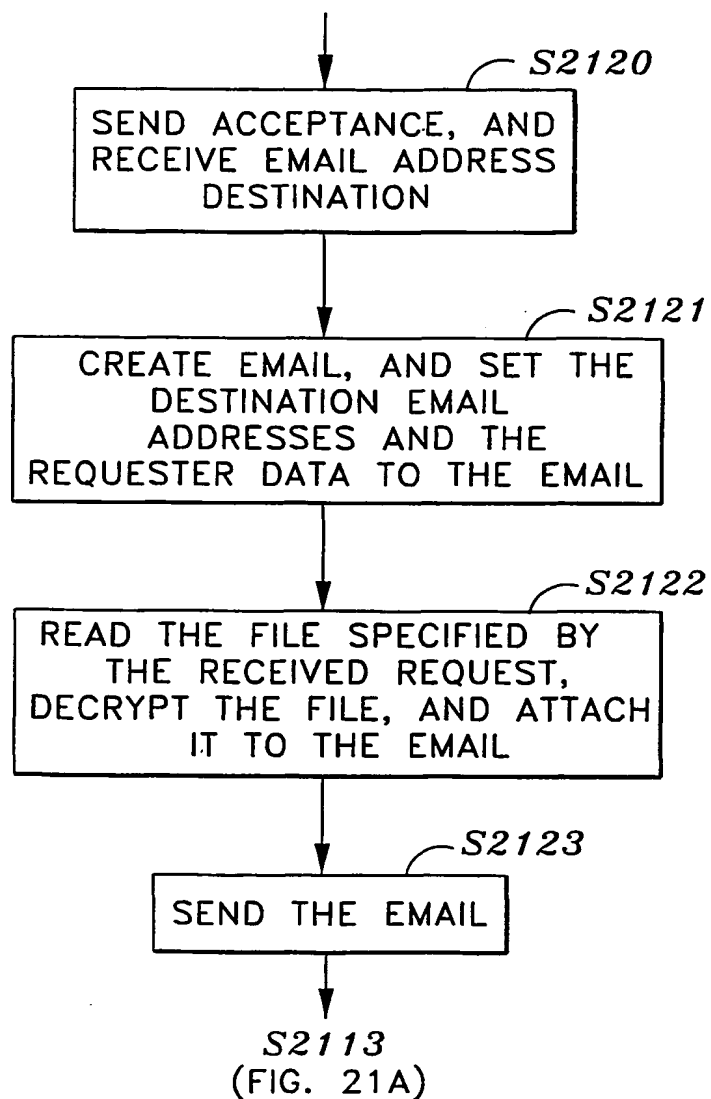 S2120
SEND ACCEPTANCE, AND
RECEIVE EMAIL ADDRESS
DESTINATION
S2121
CREATE EMAIL, AND SET THE
DESTINATION EMAIL
ADDRESSES AND THE
REQUESTER DATA TO THE EMAIL
S2122
READ THE FILE SPECIFIED BY
THE RECEIVED REQUEST,
DECRYPT THE FILE, AND ATTACH
IT TO THE EMAIL
S2123
SEND THE EMAIL
S2113
(FIG. 21A)